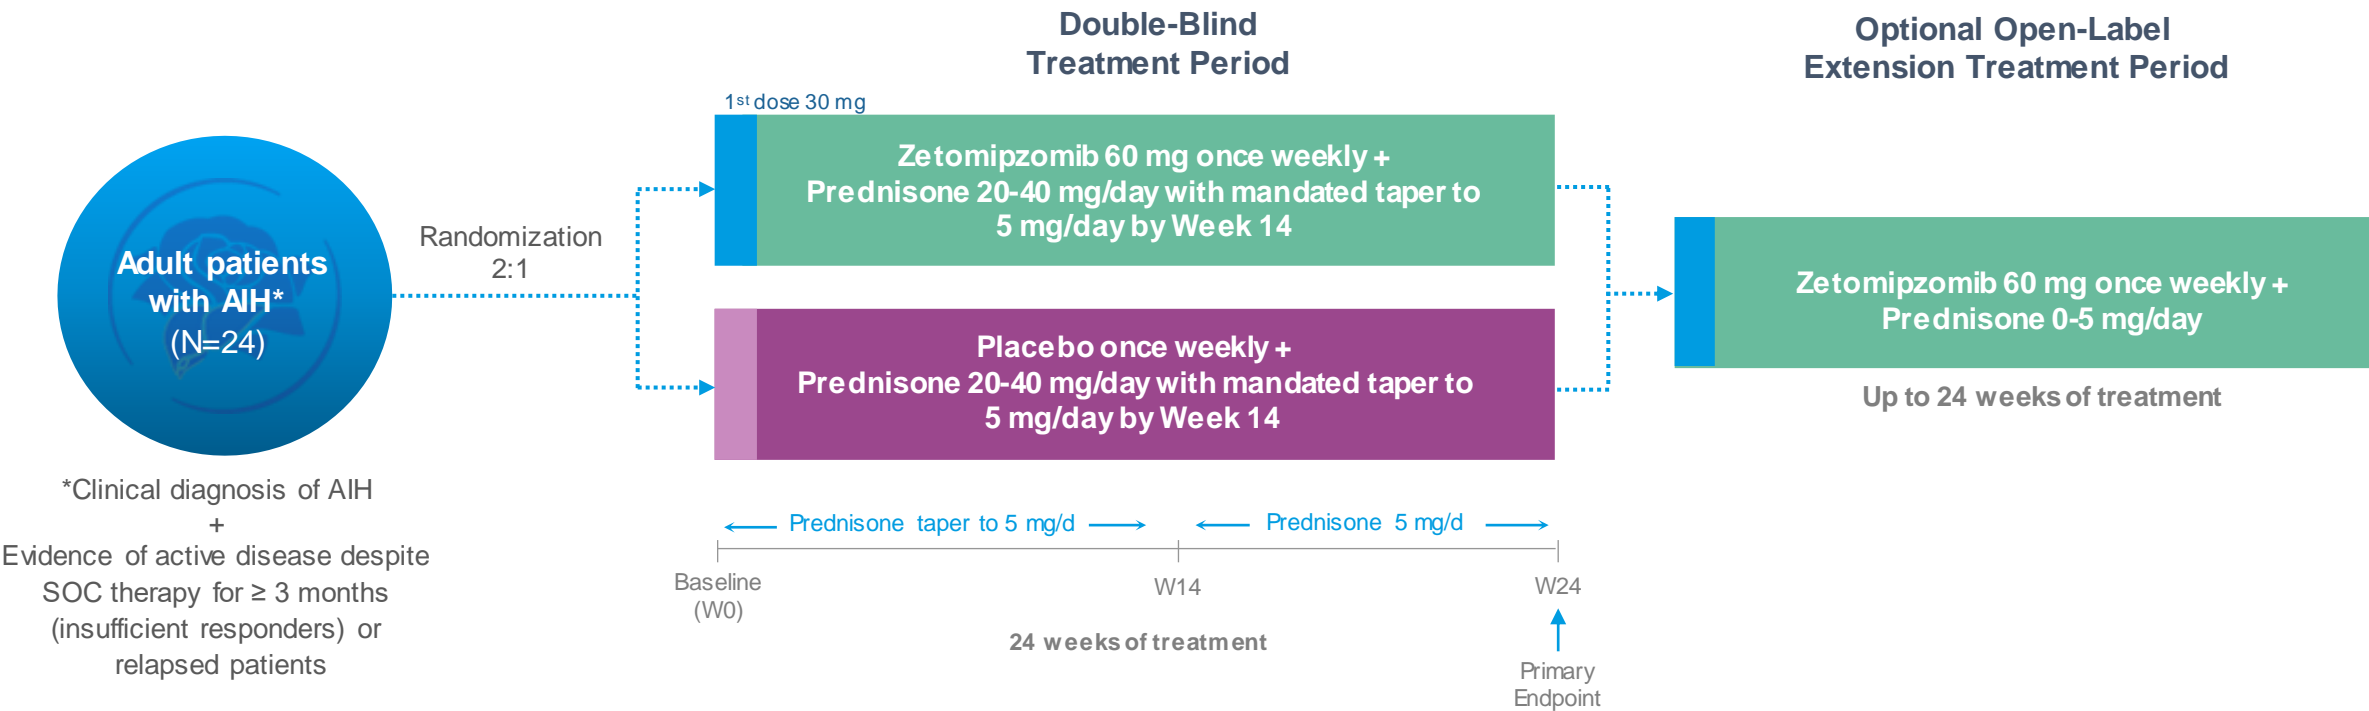 Double-Blind
Treatment Period
Optional Open-Label
Extension Treatment Period
1st dose 30 mg
Zetomipzomib 60 mg once weekly +
Prednisone 20-40 mg/day with mandated taper to
5 mg/day by Week 14
Adult patients
with AIH*
(N=24)
Randomization
2:1
Placebo once weekly +
Prednisone 20-40 mg/day with mandated taper to
5 mg/day by Week 14
Zetomipzomib 60 mg once weekly +
Prednisone 0-5 mg/day
Up to 24 weeks of treatment
*Clinical diagnosis of AIH
+
Evidence of active disease despite
SOC therapy for ≥ 3 months
(insufficient responders) or
relapsed patients
Prednisone taper to 5 mg/d
Prednisone 5 mg/d
Baseline
(W0)
W14
W24
24 weeks of treatment
Primary
Endpoint